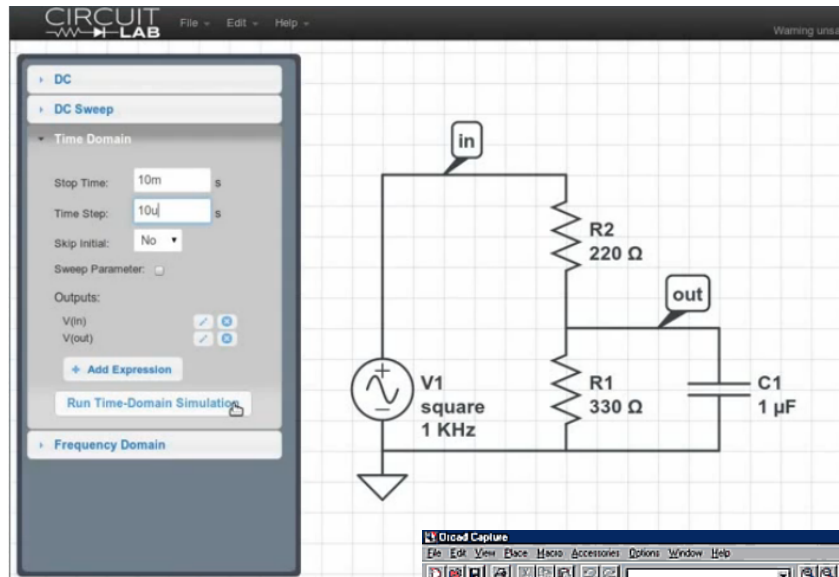 CIRCUIT
LAB
File Edit Help
Warning unsa
DC
DC Sweep
Time Domain
Stop Time: 10m s
Time Step: 10u s
Skip Initial: No
Sweep Parameter:
Outputs:
V(in)
V(out)
+ Add Expression
Run Time-Domain Simulation
Frequency Domain
in
R2
220 Ω
out
V1
square
1 KHz
R1
330 Ω
C1
1 µF
Orcad Capture
File Edit View Place Macro Accessories Options Window Help